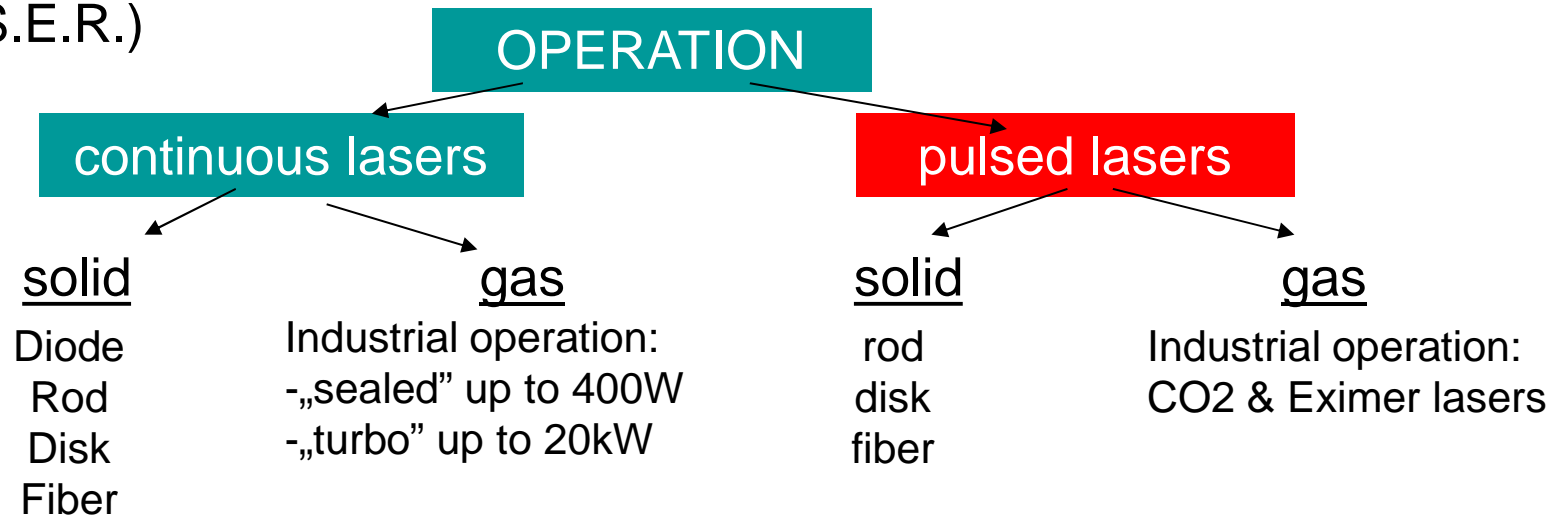 S.E.R.)
OPERATION
continuous lasers
pulsed lasers
solid
Diode
Rod
Disk
Fiber
gas
Industrial operation:
-„sealed” up to 400W
-„turbo” up to 20kW
solid
rod
disk
fiber
gas
Industrial operation:
CO2 & Eximer lasers